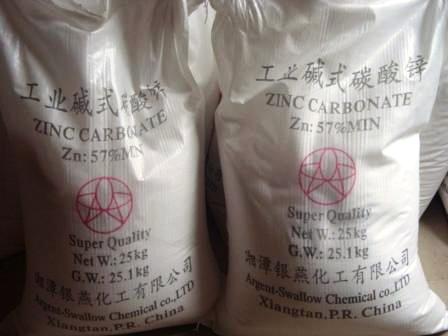 工业碱式碳酸锌
ZINC CARBONATE
Zn: 57%MIN
Super Quality
Net W.: 25kg
G.W.: 25.1kg
湘潭银燕化工有限公司
Argent-Swallow Chemical co.,LTD
Xiangtan, P.R. China
工业碱式碳酸锌
ZINC CARBONATE
Zn: 57%MIN
Super Quality
Net W.: 25kg
G.W.: 25.1kg
湘潭银燕化工有限公司
Argent-Swallow Chemical co.,LTD
Xiangtan, P.R. China